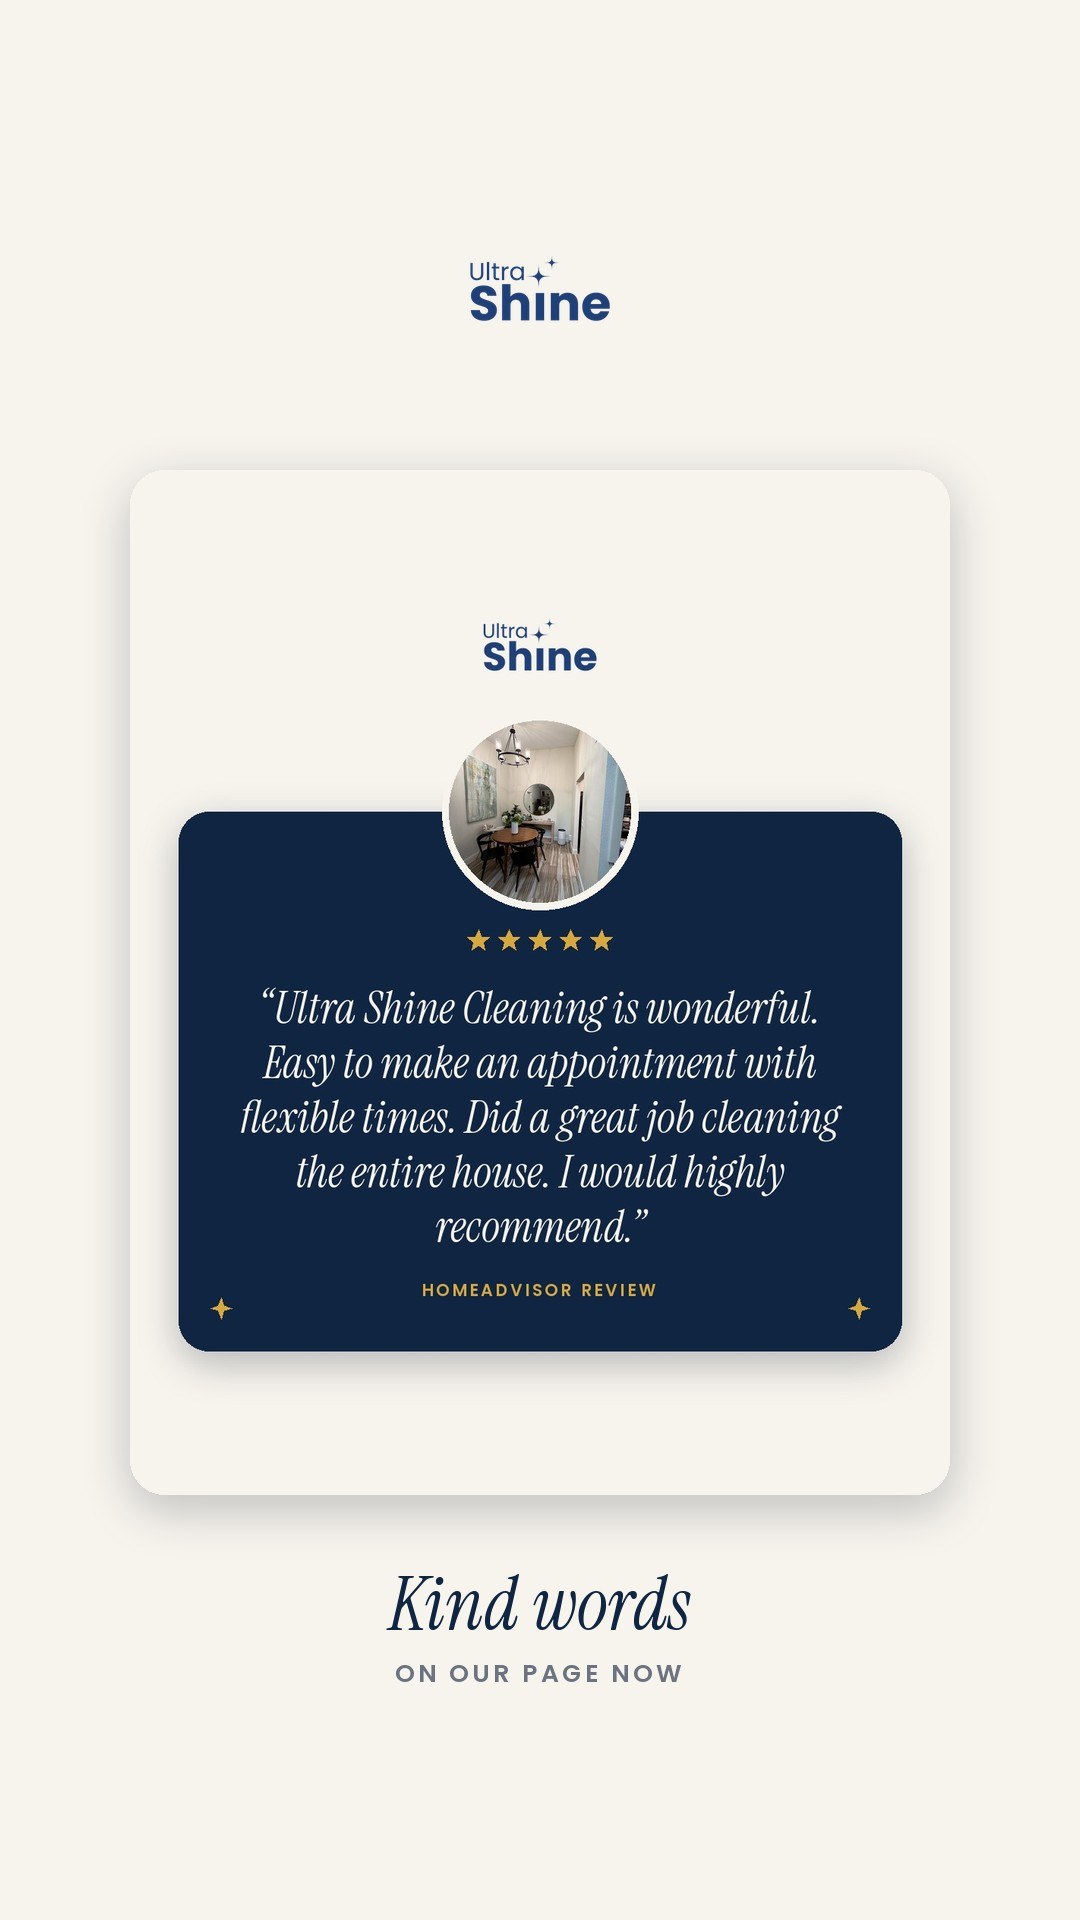 Ultra
Shine
Ultra
Shine
“Ultra Shine Cleaning is wonderful.
Easy to make an appointment with
flexible times. Did a great job cleaning
the entire house. I would highly
recommend.”
HOMEADVISOR REVIEW
Kind words
ON OUR PAGE NOW